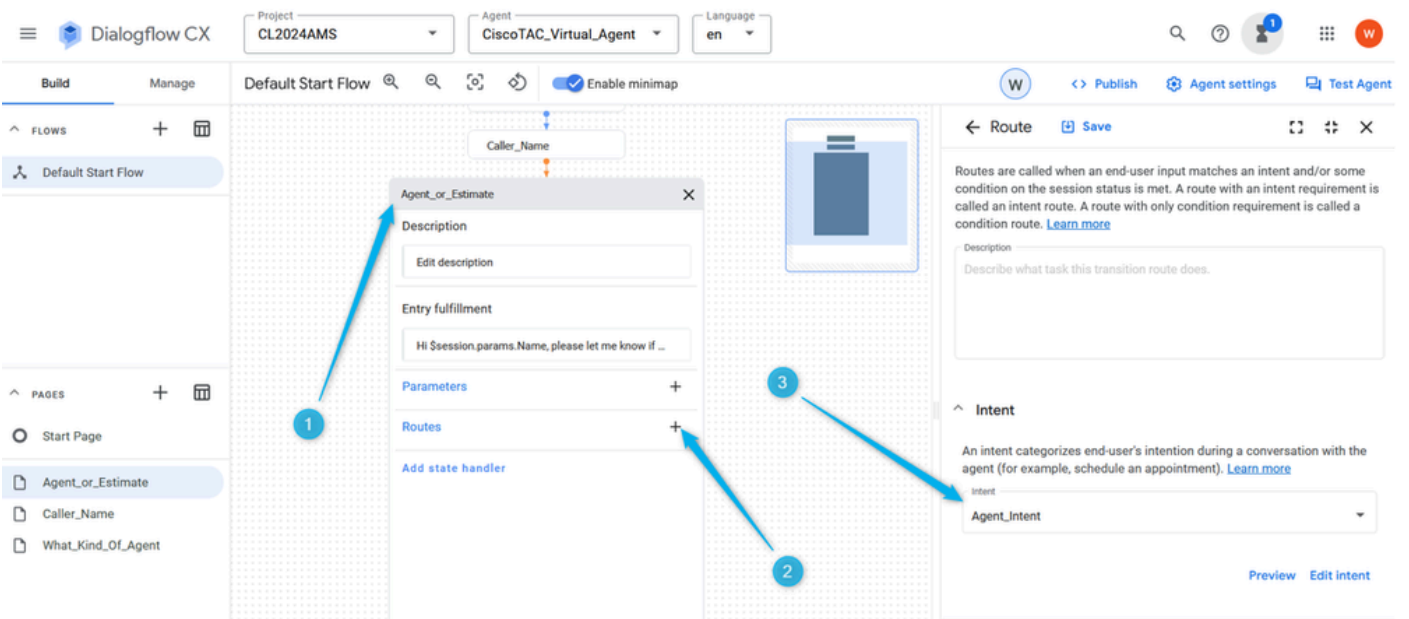 Dialogflow CX
Project
CL2024AMS
Agent
CiscoTAC_Virtual_Agent
Language
en
1
W
Build
Manage
Default Start Flow
Enable minimap
W
Publish
Agent settings
Test Agent
FLOWS
Default Start Flow
PAGES
Start Page
Agent_or_Estimate
Caller_Name
What_Kind_Of_Agent
Caller_Name
Agent_or_Estimate
Description
Edit description
Entry fulfillment
Hi $session.params.Name, please let me know if ...
Parameters
Routes
Add state handler
1
2
3
Route
Save
Routes are called when an end-user input matches an intent and/or some
condition on the session status is met. A route with an intent requirement is
called an intent route. A route with only condition requirement is called a
condition route. Learn more
Description
Describe what task this transition route does.
Intent
An intent categorizes end-user's intention during a conversation with the
agent (for example, schedule an appointment). Learn more
Intent
Agent_Intent
Preview
Edit intent